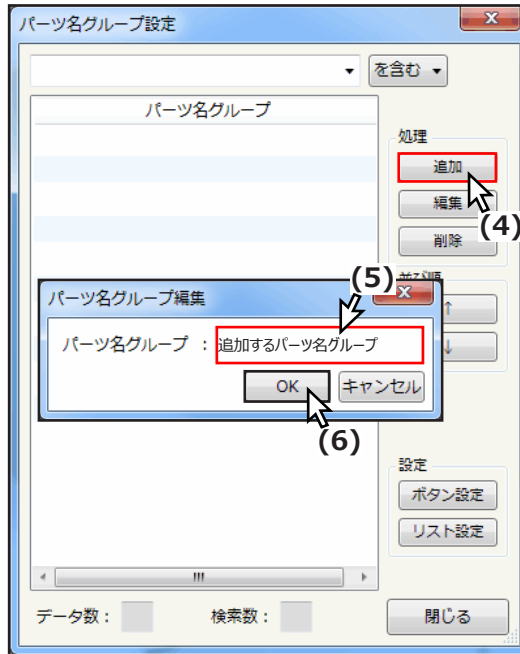 パーツ名グループ設定
を含む
パーツ名グループ
処理
追加
編集
(4)
削除
(5)
並び順
パーツ名グループ編集
↑
パーツ名グループ : 追加するパーツ名グループ
↓
OK キャンセル
(6)
設定
ボタン設定
リスト設定
データ数: 検索数: 閉じる